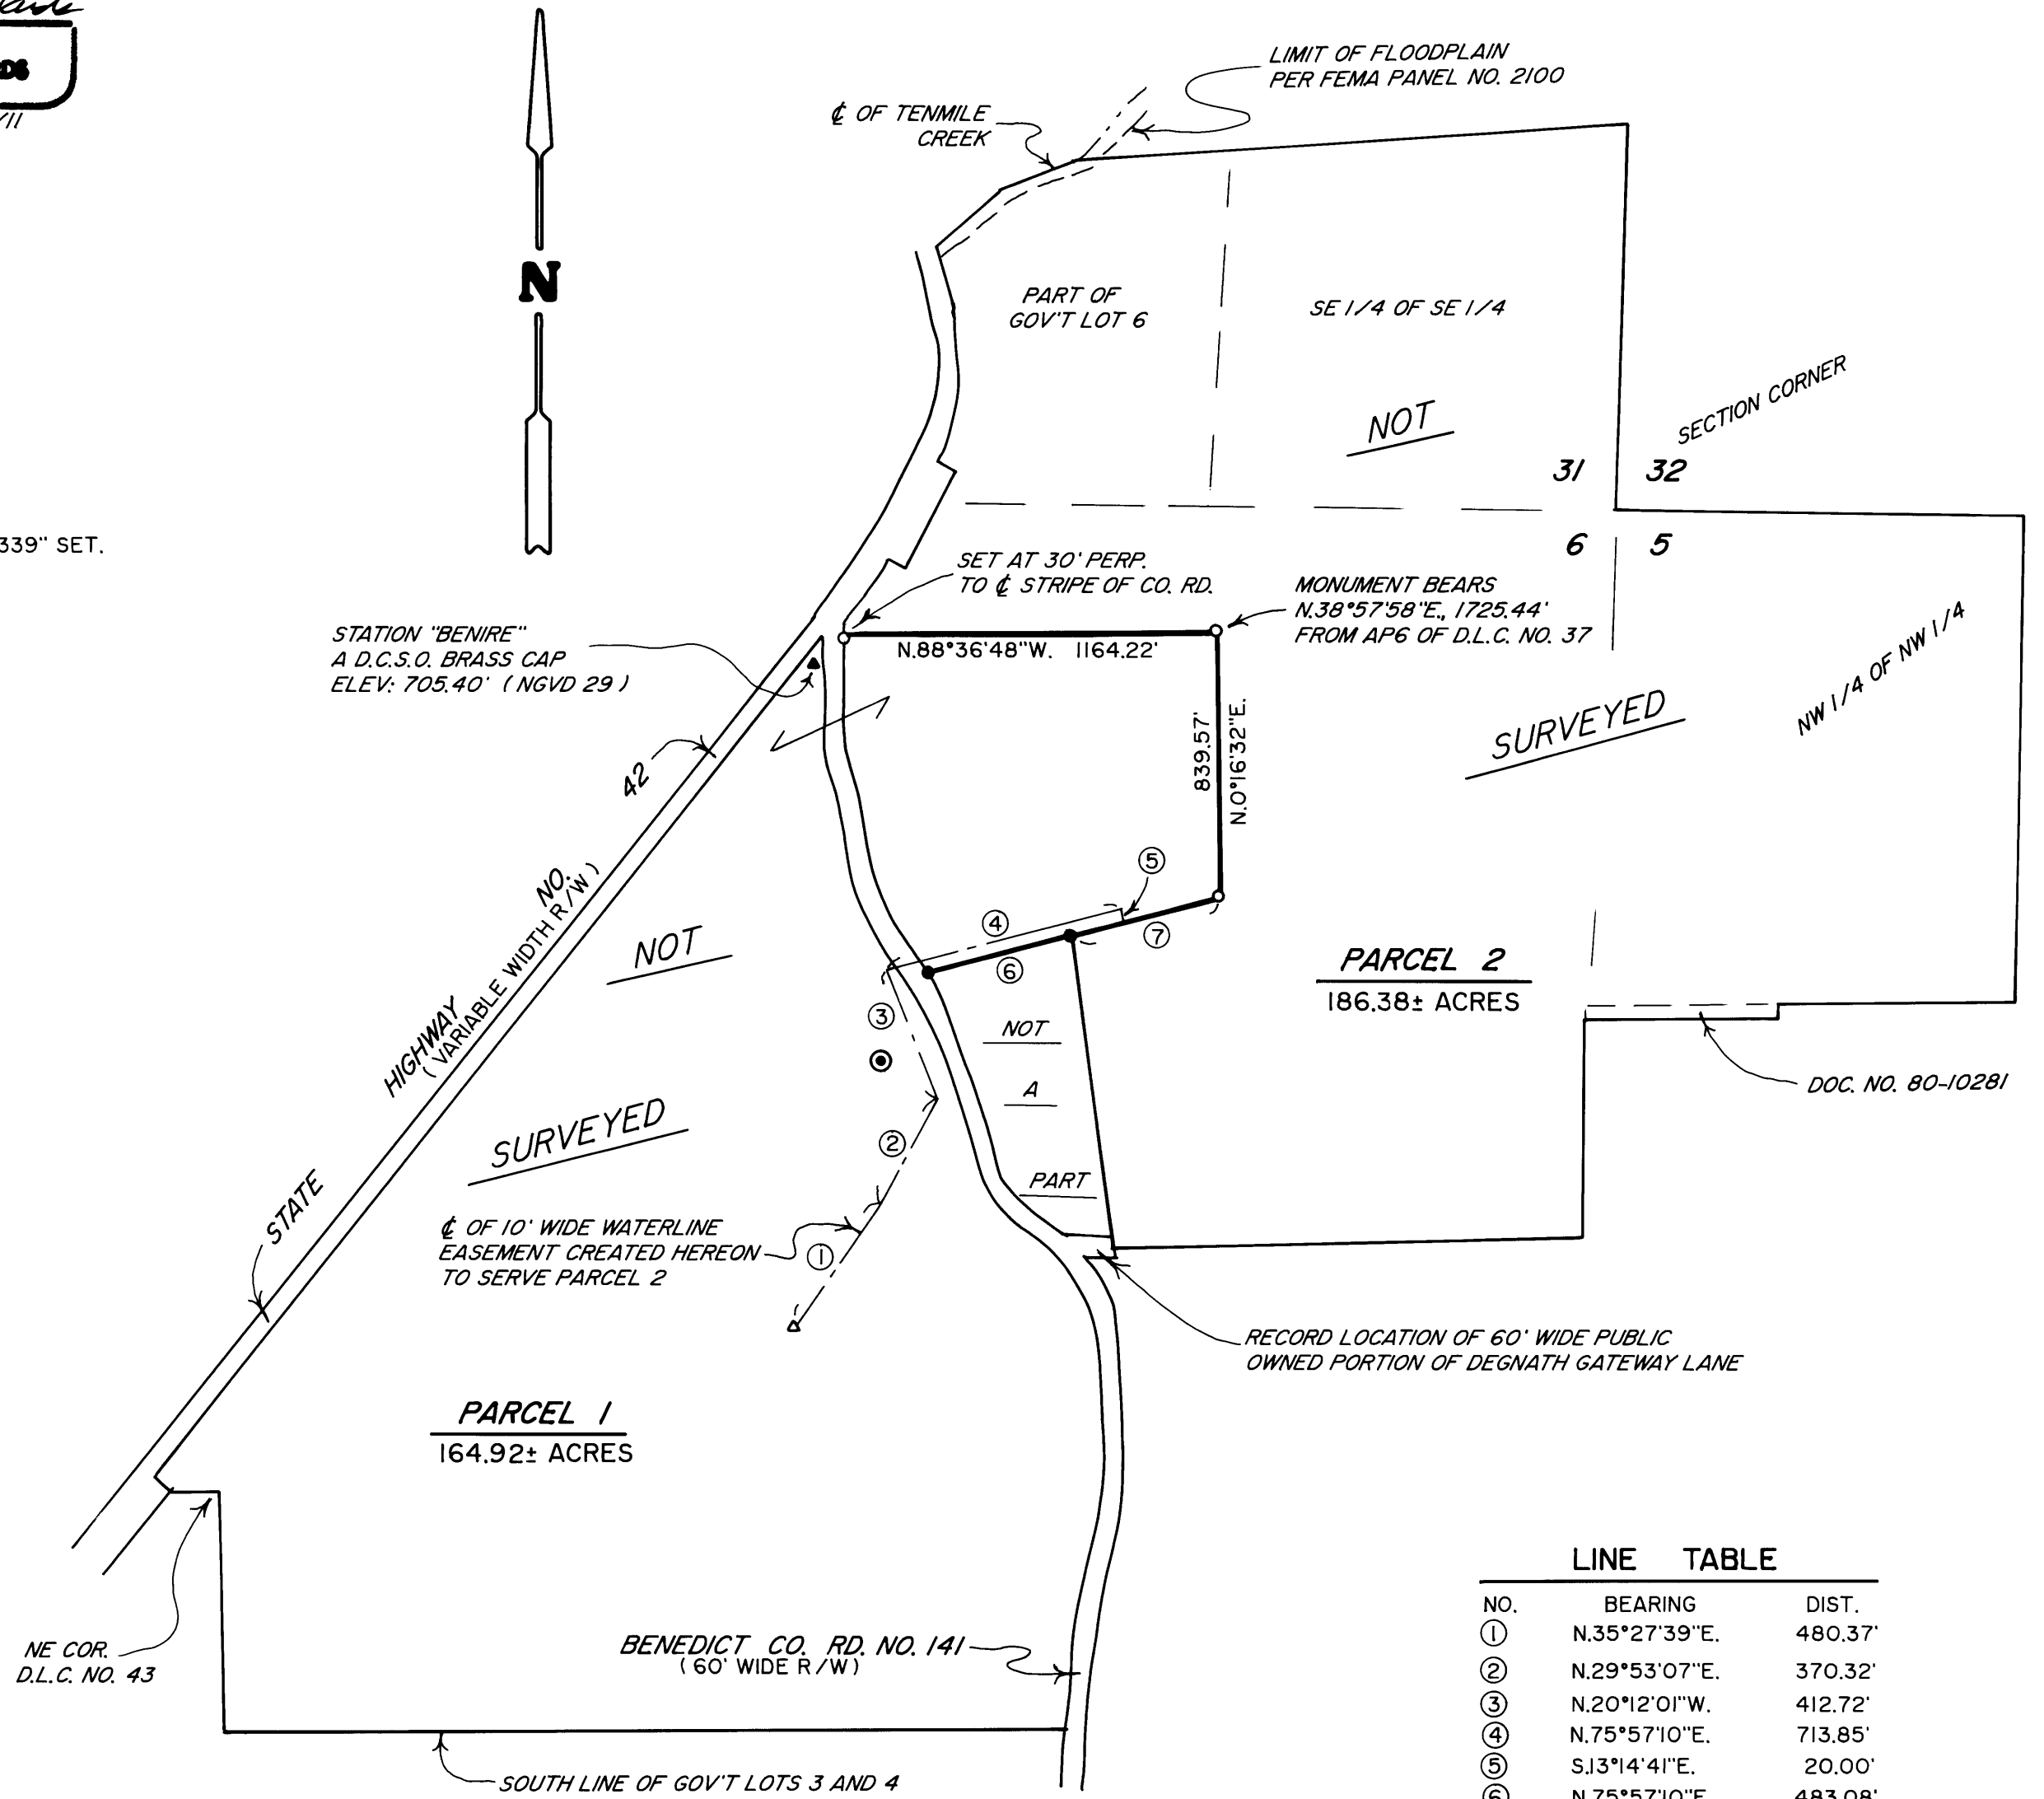 LIMIT OF FLOODPLAIN
PER FEMA PANEL NO. 2100
℄ OF TENMILE
CREEK
N
PART OF
GOV'T LOT 6
SE 1/4 OF SE 1/4
NOT
SECTION CORNER
31
32
6
5
339" SET.
SET AT 30' PERP.
TO ℄ STRIPE OF CO. RD.
MONUMENT BEARS
N.38°57'58"E., 1725.44'
FROM AP6 OF D.L.C. NO. 37
STATION "BENIRE"
A D.C.S.O. BRASS CAP
ELEV: 705.40' (NGVD 29)
N.88°36'48"W. 1164.22'
839.57'
N.0°16'32"E.
SURVEYED
NW 1/4 OF NW 1/4
STATE HIGHWAY NO. 42
(VARIABLE WIDTH R/W)
NOT
SURVEYED
⑤
④
⑦
⑥
③
②
①
NOT
A
PART
PARCEL 2
186.38± ACRES
DOC. NO. 80-10281
℄ OF 10' WIDE WATERLINE
EASEMENT CREATED HEREON
TO SERVE PARCEL 2
RECORD LOCATION OF 60' WIDE PUBLIC
OWNED PORTION OF DEGNATH GATEWAY LANE
PARCEL 1
164.92± ACRES
NE COR.
D.L.C. NO. 43
BENEDICT CO. RD. NO. 141
(60' WIDE R/W)
SOUTH LINE OF GOV'T LOTS 3 AND 4
LINE TABLE
NO. BEARING DIST.
① N.35°27'39"E. 480.37'
② N.29°53'07"E. 370.32'
③ N.20°12'01"W. 412.72'
④ N.75°57'10"E. 713.85'
⑤ S.13°14'41"E. 20.00'
⑥ N.75°57'10"E. 483.08'